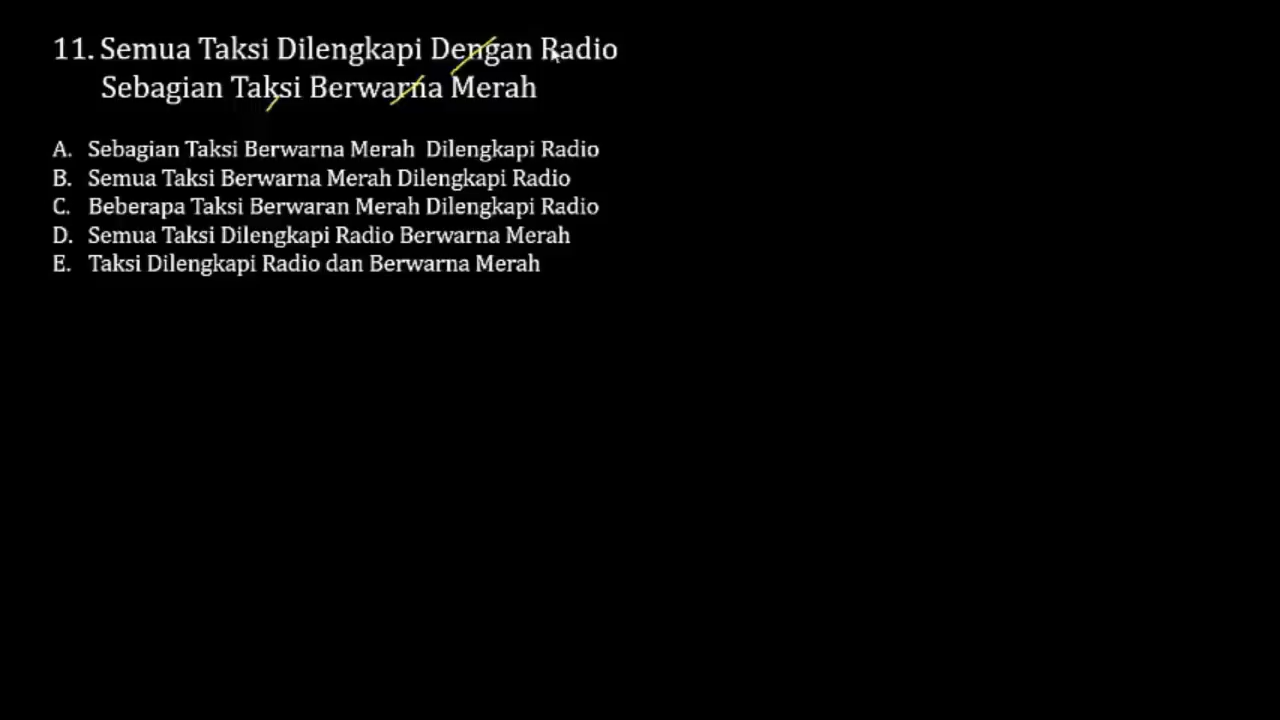 11. Semua Taksi Dilengkapi Dengan Radio
Sebagian Taksi Berwarna Merah
A. Sebagian Taksi Berwarna Merah Dilengkapi Radio
B. Semua Taksi Berwarna Merah Dilengkapi Radio
C. Beberapa Taksi Berwaran Merah Dilengkapi Radio
D. Semua Taksi Dilengkapi Radio Berwarna Merah
E. Taksi Dilengkapi Radio dan Berwarna Merah